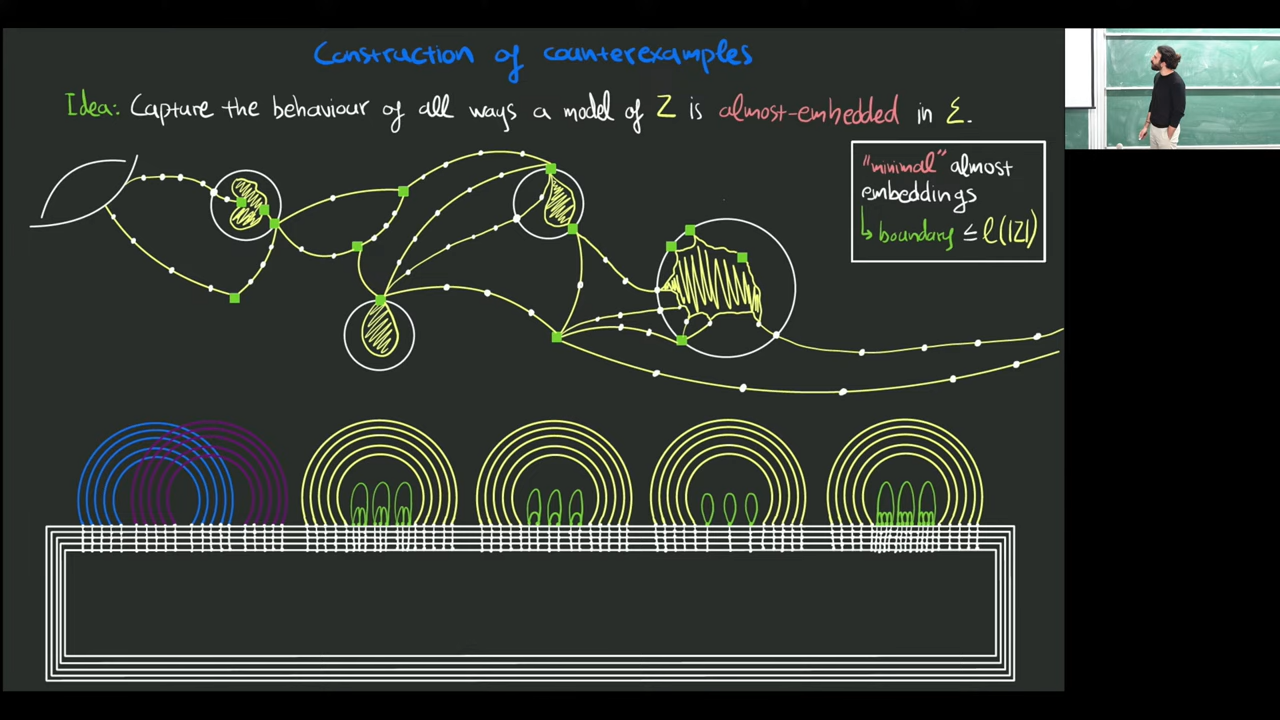 Construction of counterexamples
Idea: Capture the behaviour of all ways a model of Z is almost-embedded in Σ.
"minimal" almost
embeddings
↳ boundary ≤ ℓ(|Z|)